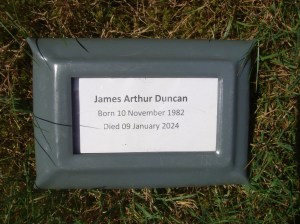 James Arthur Duncan
Born 10 November 1982
Died 09 January 2024